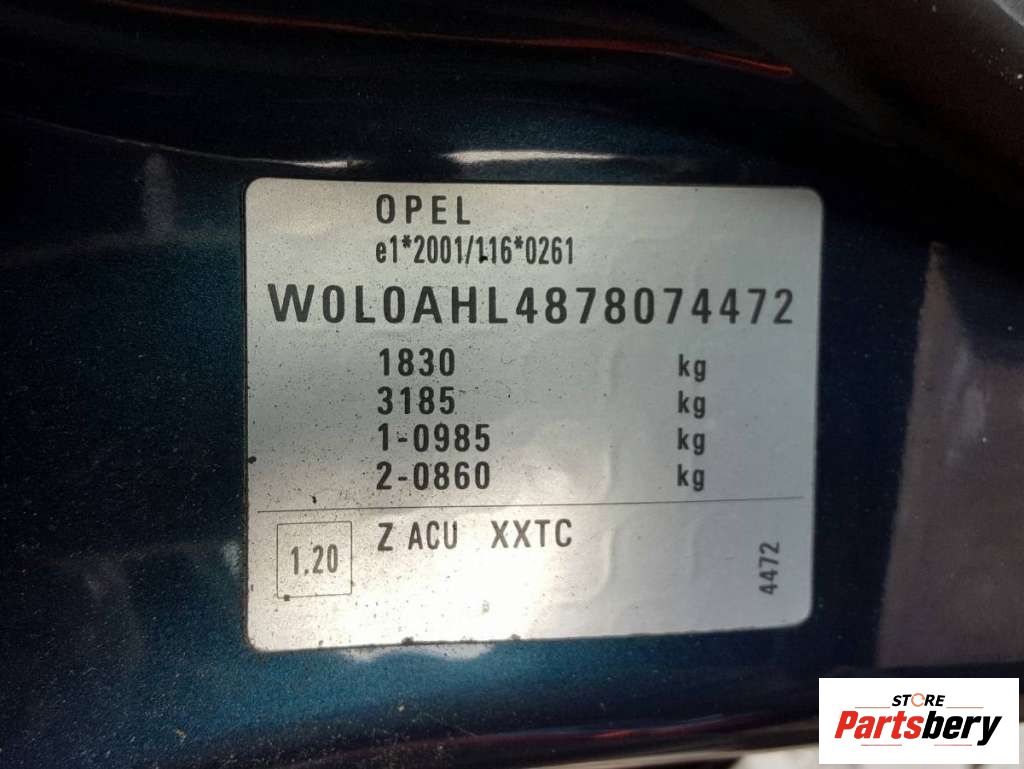 OPEL
e1*2001/116*0261
W0L0AHL4878074472
1830 kg
3185 kg
1-0985 kg
2-0860 kg
1.20 Z ACU XXTC
4472
STORE
Partsbery